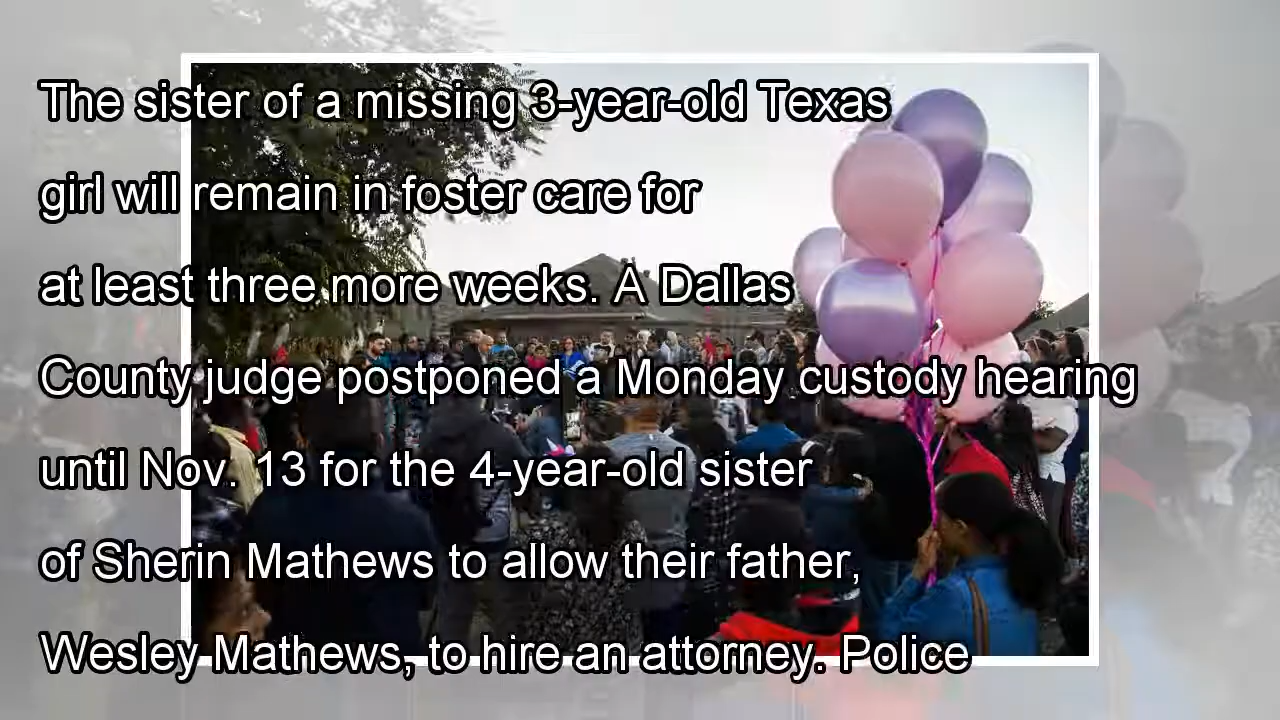 The sister of a missing 3-year-old Texas
girl will remain in foster care for
at least three more weeks. A Dallas
County judge postponed a Monday custody hearing
until Nov. 13 for the 4-year-old sister
of Sherin Mathews to allow their father,
Wesley Mathews, to hire an attorney. Police